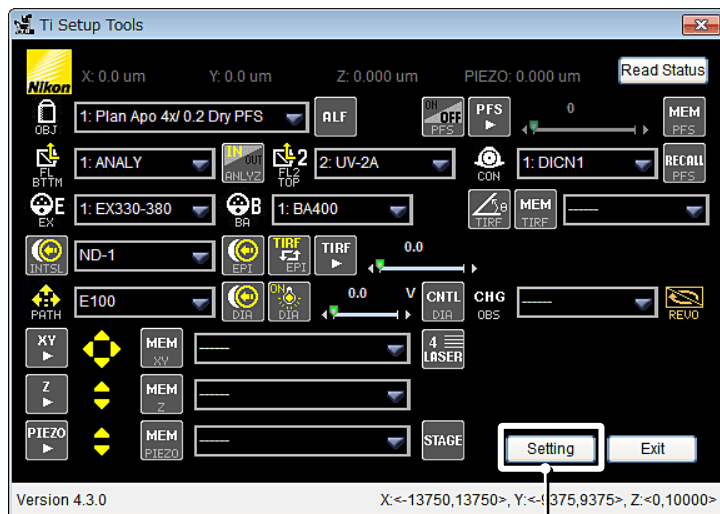 Ti Setup Tools
Nikon X: 0.0 um Y: 0.0 um Z: 0.000 um PIEZO: 0.000 um Read Status
OBJ 1: Plan Apo 4x/ 0.2 Dry PFS ALF ON OFF PFS PFS 0 MEM PFS
FL BTTM 1: ANALY IN OUT ANLYZ 2 FL2 TOP 2: UV-2A CON 1: DICN1 RECALL PFS
E EX 1: EX330-380 B BA 1: BA400 θ TIRF MEM TIRF -----
INTSL ND-1 EPI TIRF EPI TIRF 0.0
PATH E100 DIA ON DIA 0.0 V CNTL DIA CHG OBS ----- REVO
XY MEM XY ----- 4 LASER
Z MEM Z -----
PIEZO MEM PIEZO ----- STAGE Setting Exit
Version 4.3.0 X:<-13750,13750>, Y:<-9375,9375>, Z:<0,10000>